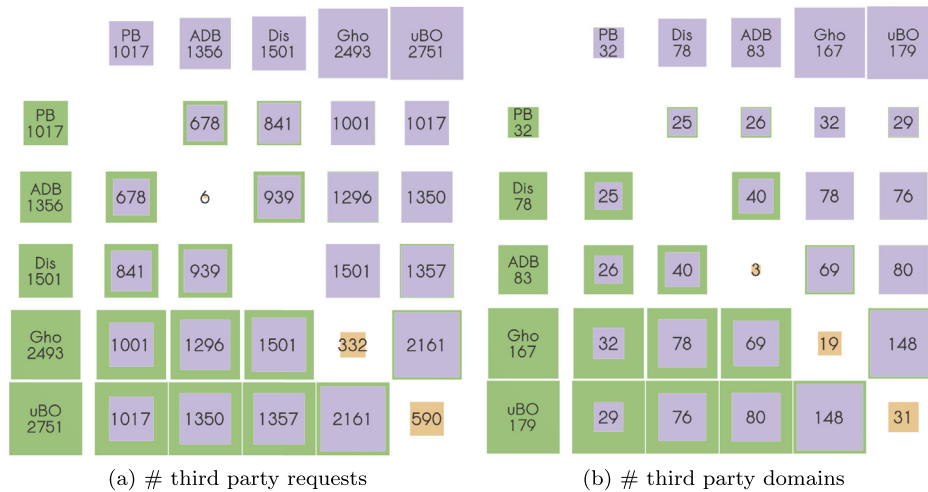 PB ADB Dis Gho uBO
1017 1356 1501 2493 2751
PB
1017
678 841 1001 1017
ADB
1356
678 6 939 1296 1350
Dis
1501
841 939 1501 1357
Gho
2493
1001 1296 1501 332 2161
uBO
2751
1017 1350 1357 2161 590
(a) # third party requests
PB Dis ADB Gho uBO
32 78 83 167 179
PB
32
25 26 32 29
Dis
78
25 40 78 76
ADB
83
26 40 3 69 80
Gho
167
32 78 69 19 148
uBO
179
29 76 80 148 31
(b) # third party domains